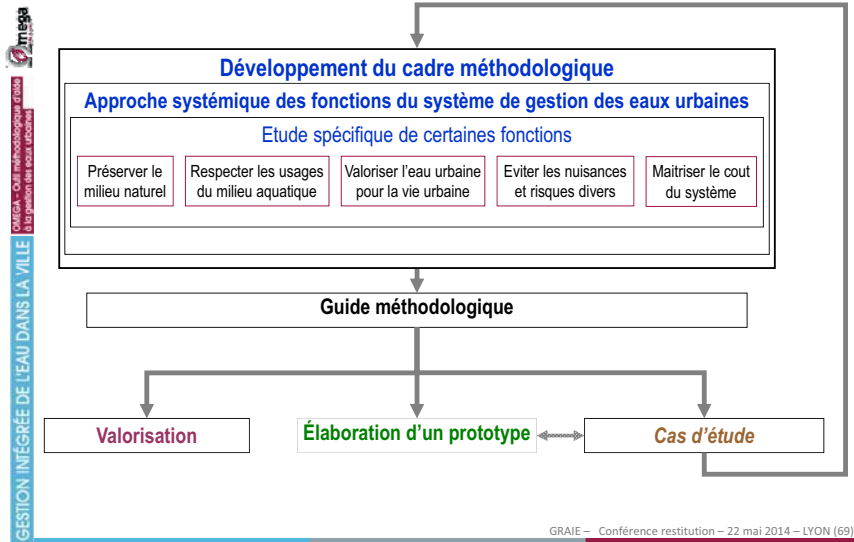 Omega
OMEGA – Outil méthodologique d'aide
à la gestion des eaux urbaines
GESTION INTÉGRÉE DE L'EAU DANS LA VILLE
Développement du cadre méthodologique
Approche systémique des fonctions du système de gestion des eaux urbaines
Etude spécifique de certaines fonctions
Préserver le
milieu naturel
Respecter les usages
du milieu aquatique
Valoriser l'eau urbaine
pour la vie urbaine
Eviter les nuisances
et risques divers
Maitriser le cout
du système
Guide méthodologique
Valorisation
Élaboration d'un prototype
Cas d'étude
GRAIE – Conférence restitution – 22 mai 2014 – LYON (69)